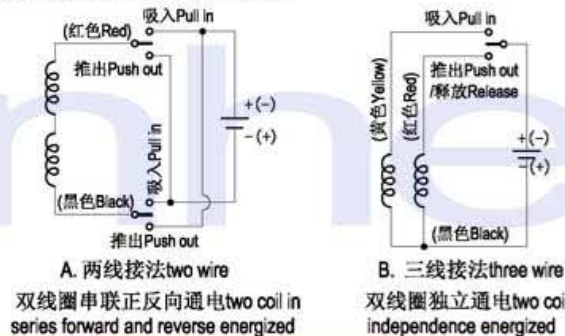 吸入Pull in
(红色Red)
推出Push out
+(−)
−(+)
吸入Pull in
(黑色Black)
推出Push out
A. 两线接法two wire
双线圈串联正反向通电two coil in
series forward and reverse energized
吸入Pull in
推出Push out
/释放Release
(黄色Yellow)
(红色Red)
+(−)
−(+)
(黑色Black)
B. 三线接法three wire
双线圈独立通电two coil
independence energized